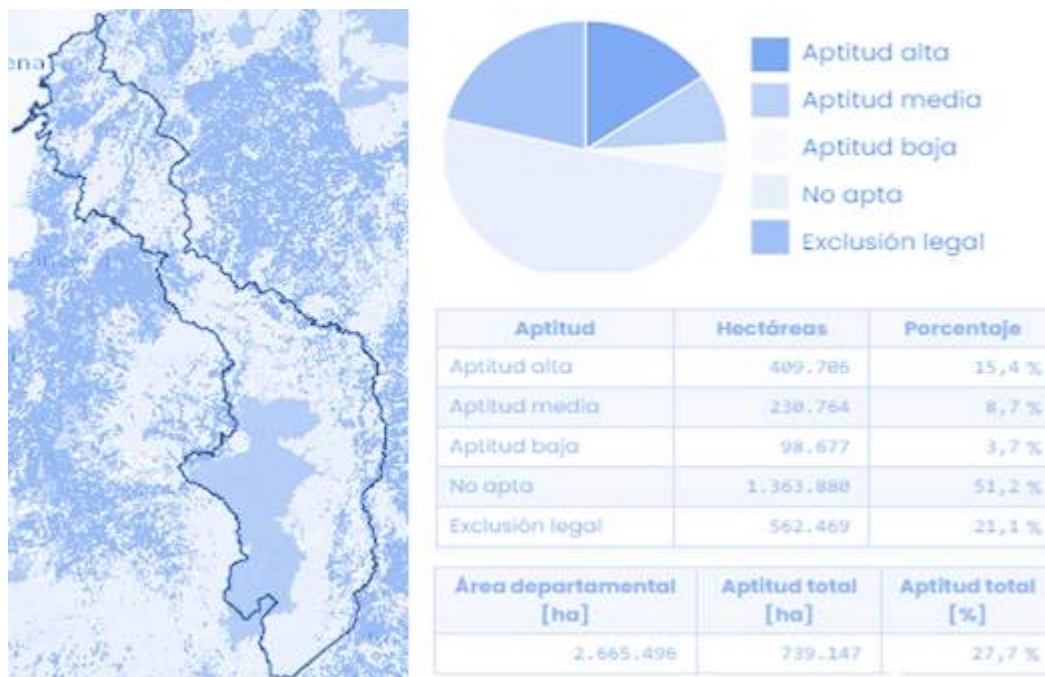 Aptitud alta
Aptitud media
Aptitud baja
No apta
Exclusión legal
Aptitud Hectáreas Porcentaje
Aptitud alta 409.706 15,4 %
Aptitud media 230.764 8,7 %
Aptitud baja 98.677 3,7 %
No apta 1.363.880 51,2 %
Exclusión legal 562.469 21,1 %
Área departamental [ha] Aptitud total [ha] Aptitud total [%]
2.665.496 739.147 27,7 %